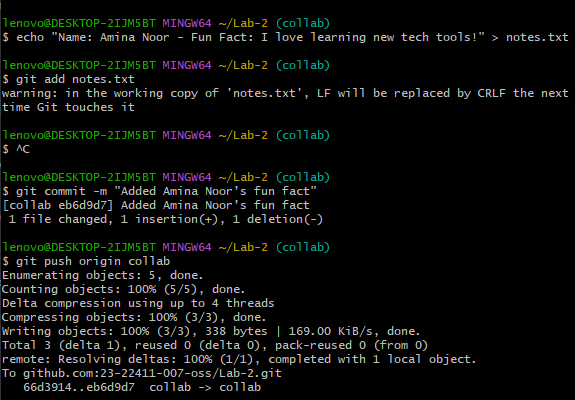 lenovo@DESKTOP-2IJM5BT MINGW64 ~/Lab-2 (collab)
$ echo "Name: Amina Noor - Fun Fact: I love learning new tech tools!" > notes.txt
lenovo@DESKTOP-2IJM5BT MINGW64 ~/Lab-2 (collab)
$ git add notes.txt
warning: in the working copy of 'notes.txt', LF will be replaced by CRLF the next
time Git touches it
lenovo@DESKTOP-2IJM5BT MINGW64 ~/Lab-2 (collab)
$ ^C
lenovo@DESKTOP-2IJM5BT MINGW64 ~/Lab-2 (collab)
$ git commit -m "Added Amina Noor's fun fact"
[collab eb6d9d7] Added Amina Noor's fun fact
 1 file changed, 1 insertion(+), 1 deletion(-)
lenovo@DESKTOP-2IJM5BT MINGW64 ~/Lab-2 (collab)
$ git push origin collab
Enumerating objects: 5, done.
Counting objects: 100% (5/5), done.
Delta compression using up to 4 threads
Compressing objects: 100% (3/3), done.
Writing objects: 100% (3/3), 338 bytes | 169.00 KiB/s, done.
Total 3 (delta 1), reused 0 (delta 0), pack-reused 0 (from 0)
remote: Resolving deltas: 100% (1/1), completed with 1 local object.
To github.com:23-22411-007-oss/Lab-2.git
   66d3914..eb6d9d7  collab -> collab